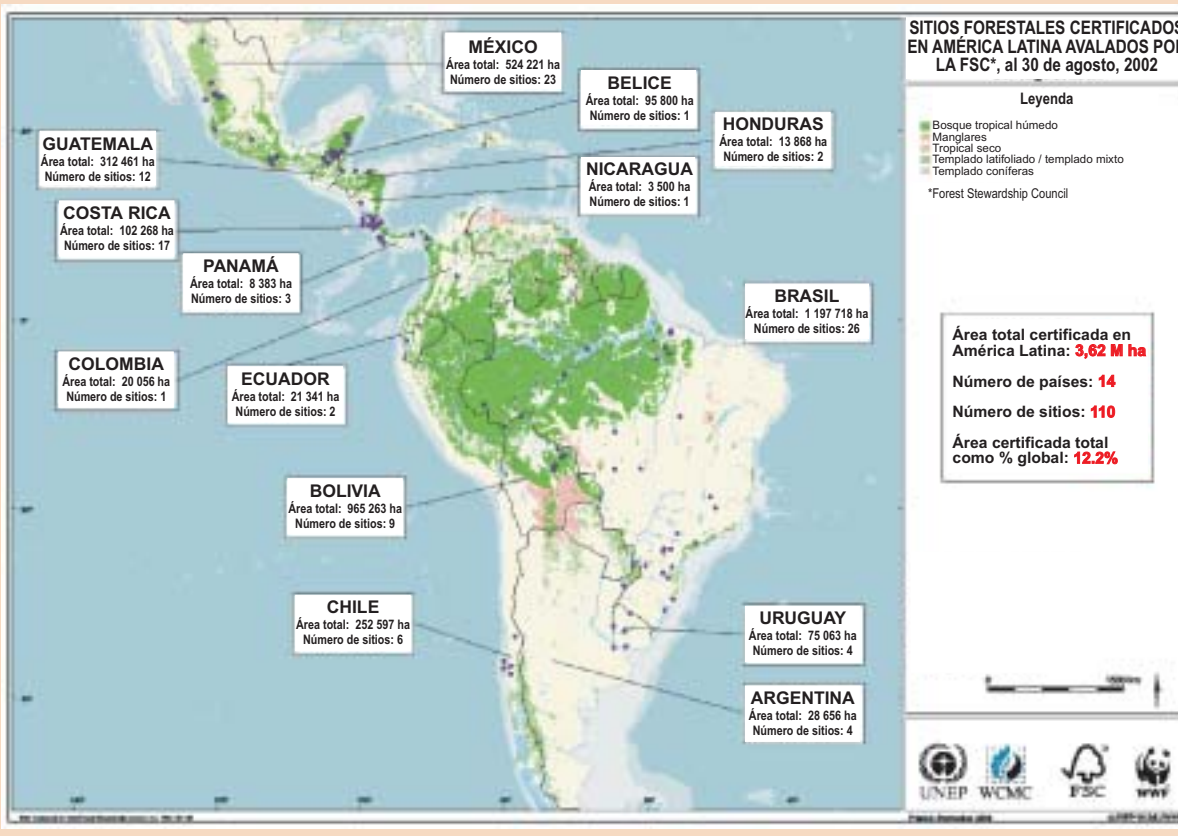 SITIOS FORESTALES CERTIFICADOS
EN AMÉRICA LATINA AVALADOS POR
LA FSC*, al 30 de agosto, 2002
Leyenda
Bosque tropical húmedo
Manglares
Tropical seco
Templado latifoliado / templado mixto
Templado coníferas
*Forest Stewardship Council
MÉXICO
Área total: 524 221 ha
Número de sitios: 23
BELICE
Área total: 95 800 ha
Número de sitios: 1
HONDURAS
Área total: 13 868 ha
Número de sitios: 2
GUATEMALA
Área total: 312 461 ha
Número de sitios: 12
NICARAGUA
Área total: 3 500 ha
Número de sitios: 1
COSTA RICA
Área total: 102 268 ha
Número de sitios: 17
PANAMÁ
Área total: 8 383 ha
Número de sitios: 3
BRASIL
Área total: 1 197 718 ha
Número de sitios: 26
COLOMBIA
Área total: 20 056 ha
Número de sitios: 1
ECUADOR
Área total: 21 341 ha
Número de sitios: 2
BOLIVIA
Área total: 965 263 ha
Número de sitios: 9
CHILE
Área total: 252 597 ha
Número de sitios: 6
URUGUAY
Área total: 75 063 ha
Número de sitios: 4
ARGENTINA
Área total: 28 656 ha
Número de sitios: 4
Área total certificada en
América Latina: 3,62 M ha
Número de países: 14
Número de sitios: 110
Área certificada total
como % global: 12.2%
UNEP WCMC FSC WWF